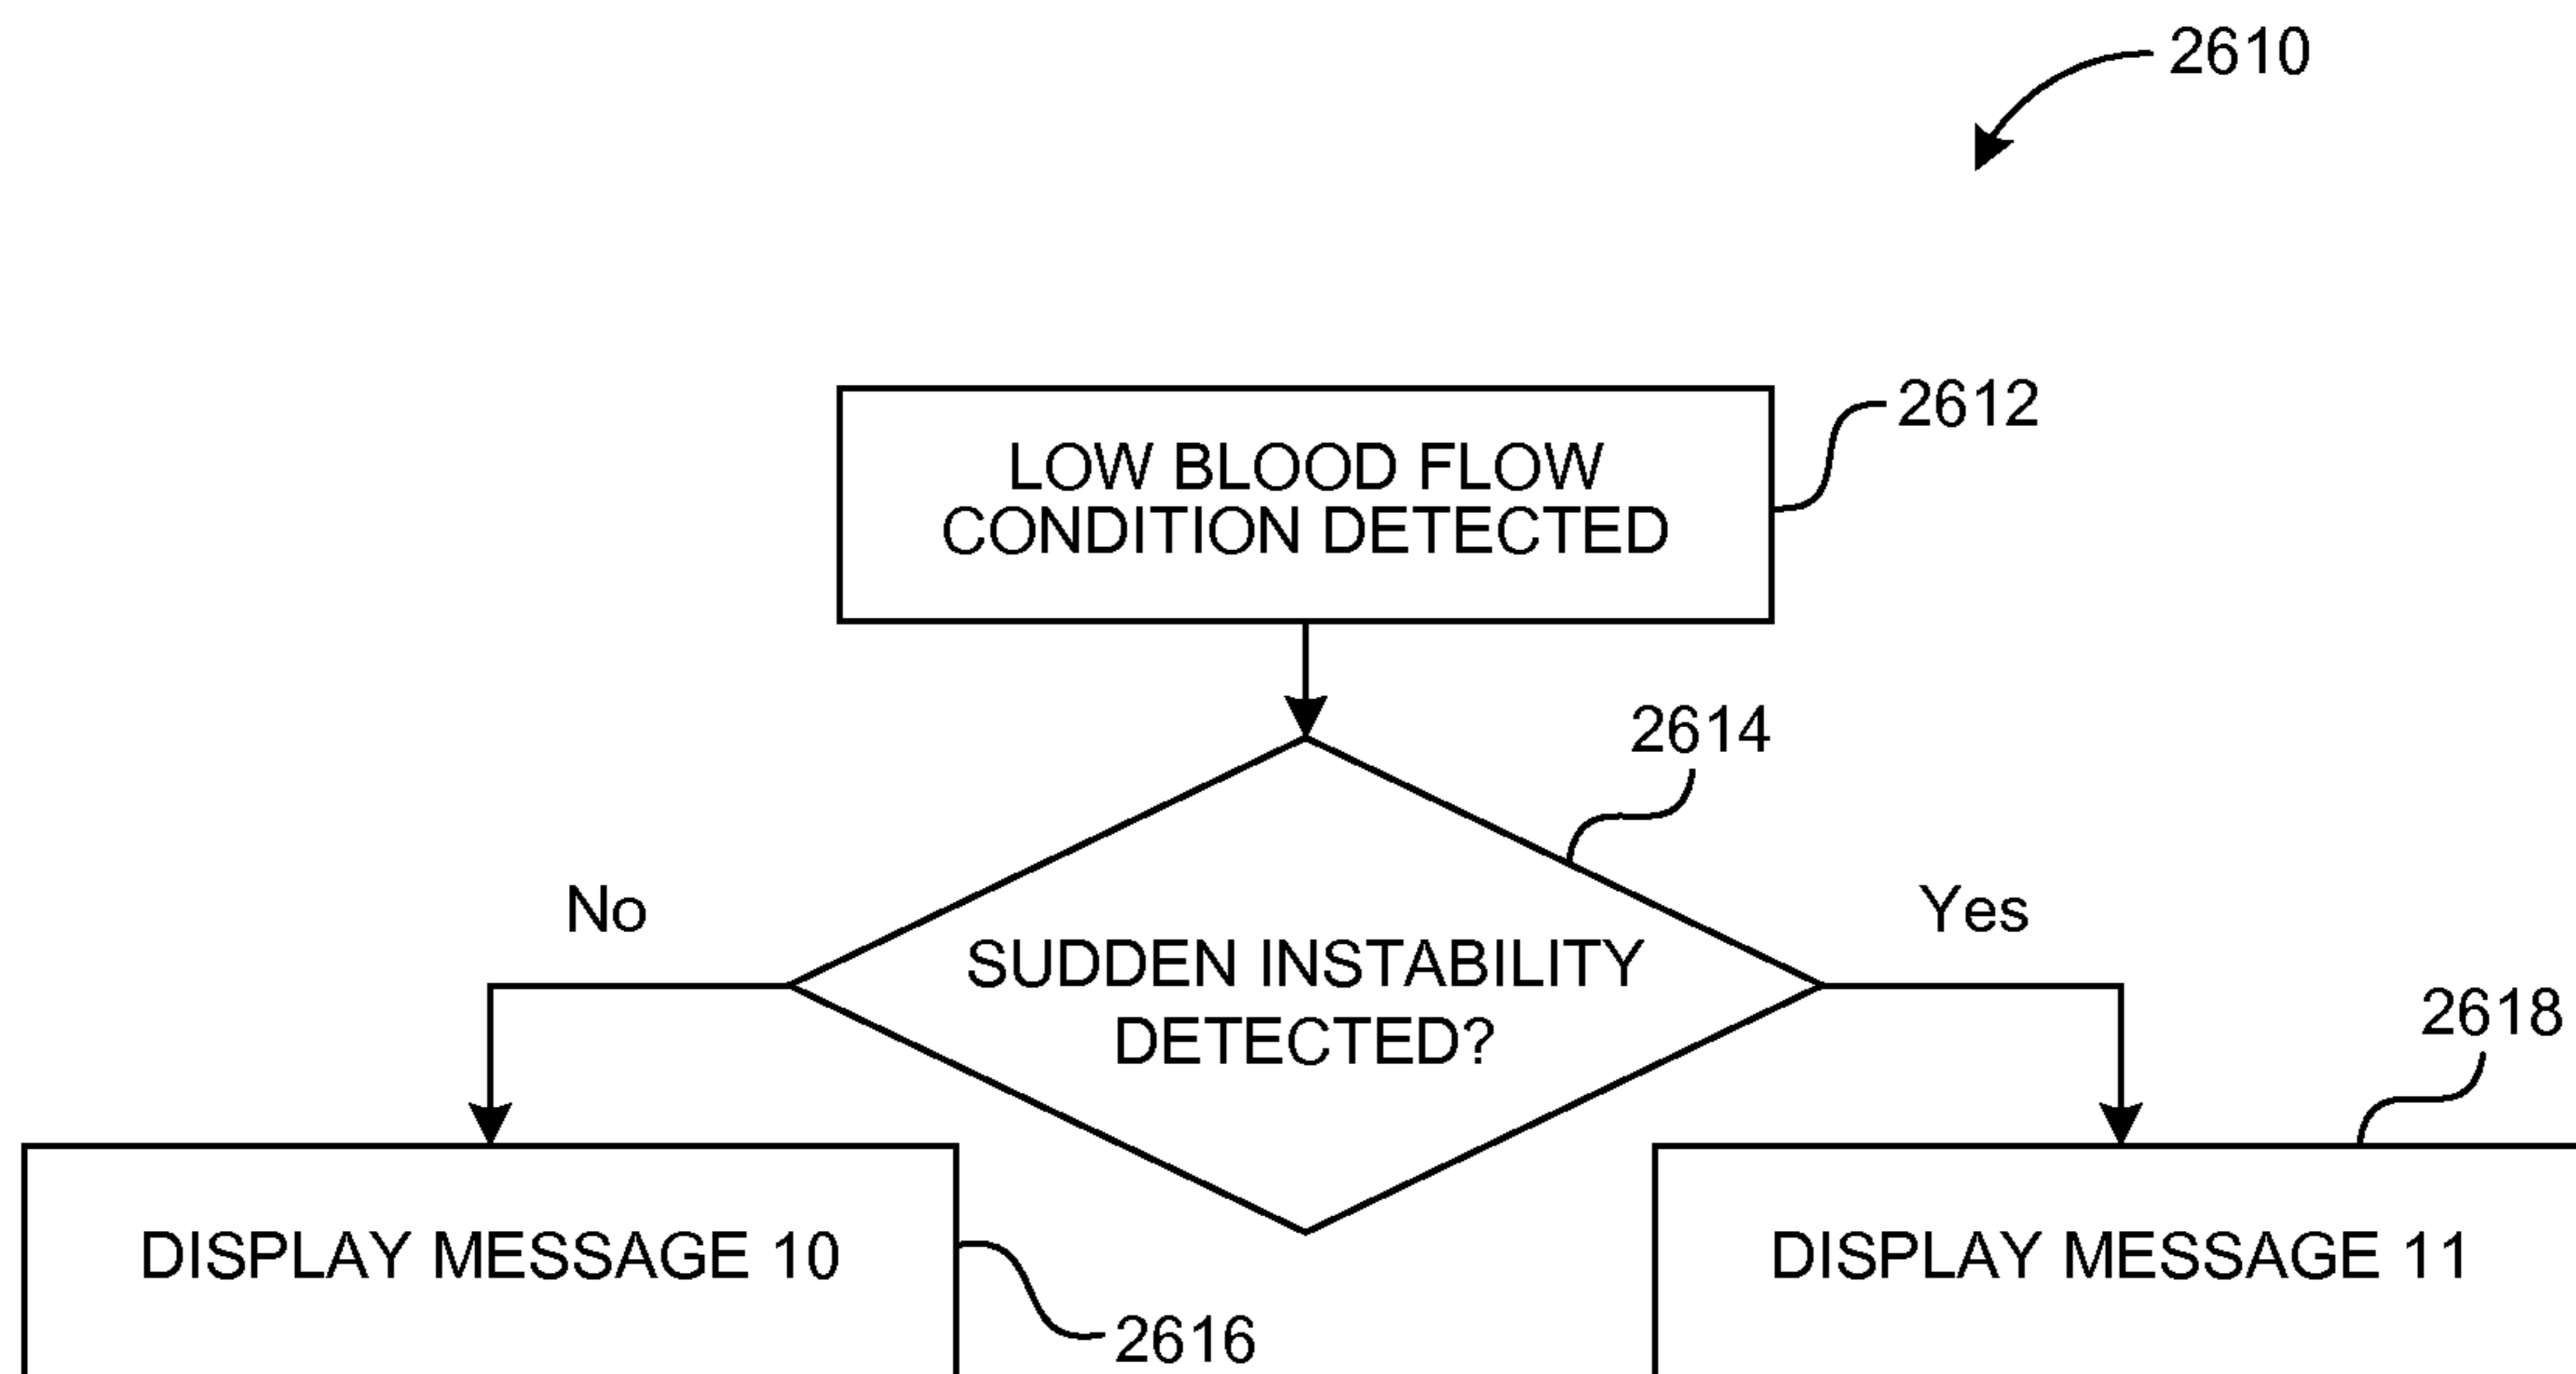 2610
LOW BLOOD FLOW
CONDITION DETECTED
2612
2614
No
Yes
SUDDEN INSTABILITY
DETECTED?
2618
DISPLAY MESSAGE 10
DISPLAY MESSAGE 11
2616